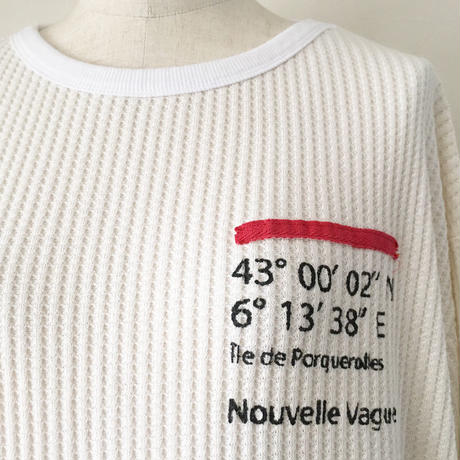 43° 00' 02" N
6° 13' 38" E
Île de Porquerolles
Nouvelle Vague